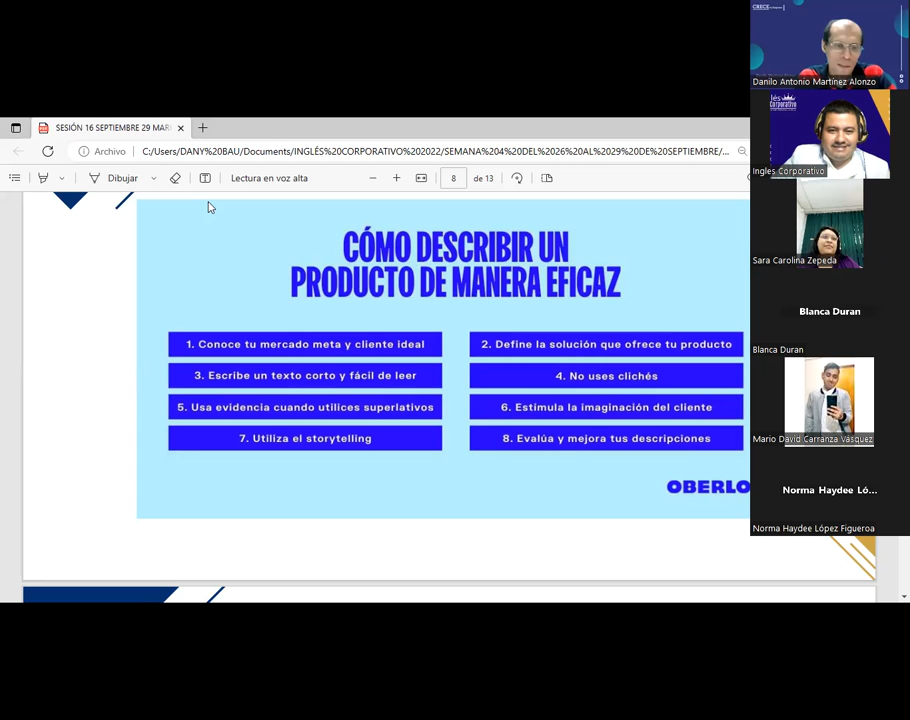 CRECE
Danilo Antonio Martínez Alonzo
SESIÓN 16 SEPTIEMBRE 29 MAR
Archivo
C:/Users/DANY%20BAU/Documents/INGLÉS%20CORPORATIVO%202022/SEMANA%204%20DEL%2026%20AL%2029%20DE%20SEPTIEMBRE/...
Inglés
Corporativo
Ingles Corporativo
Dibujar
Lectura en voz alta
8
de 13
CÓMO DESCRIBIR UN
PRODUCTO DE MANERA EFICAZ
Sara Carolina Zepeda
Blanca Duran
1. Conoce tu mercado meta y cliente ideal
2. Define la solución que ofrece tu producto
Blanca Duran
3. Escribe un texto corto y fácil de leer
4. No uses clichés
5. Usa evidencia cuando utilices superlativos
6. Estimula la imaginación del cliente
7. Utiliza el storytelling
8. Evalúa y mejora tus descripciones
Mario David Carranza Vásquez
OBERLO
Norma Haydee Ló...
Norma Haydee López Figueroa